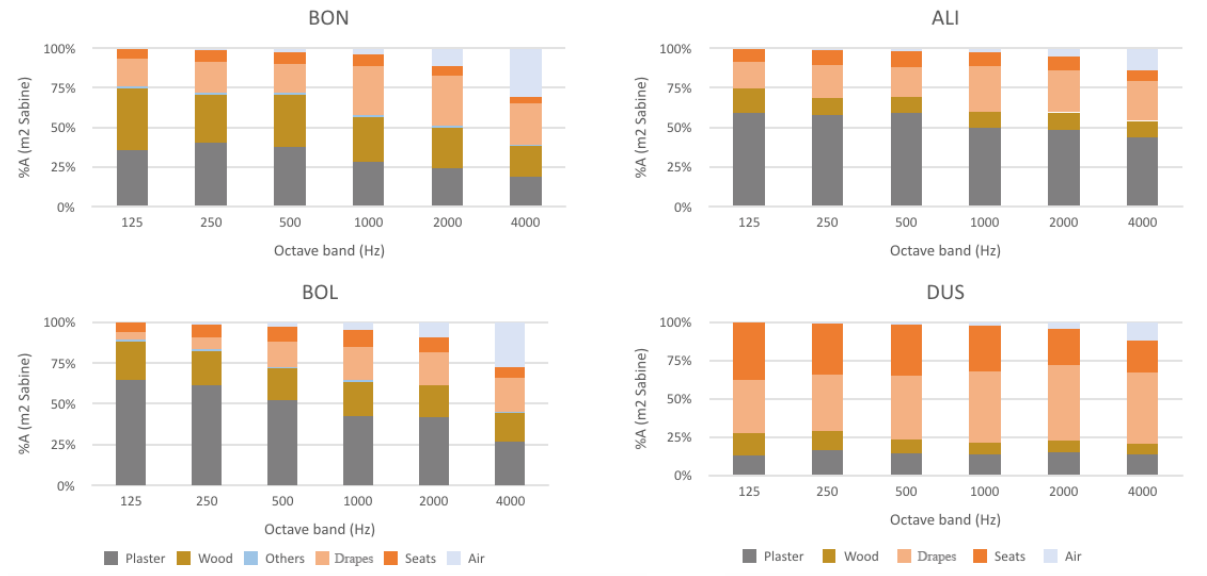 BON
%A (m2 Sabine)
100%
75%
50%
25%
0%
125 250 500 1000 2000 4000
Octave band (Hz)
ALI
%A (m2 Sabine)
100%
75%
50%
25%
0%
125 250 500 1000 2000 4000
Octave band (Hz)
BOL
%A (m2 Sabine)
100%
75%
50%
25%
0%
125 250 500 1000 2000 4000
Octave band (Hz)
Plaster Wood Others Drapes Seats Air
DUS
%A (m2 Sabine)
100%
75%
50%
25%
0%
125 250 500 1000 2000 4000
Octave band (Hz)
Plaster Wood Drapes Seats Air